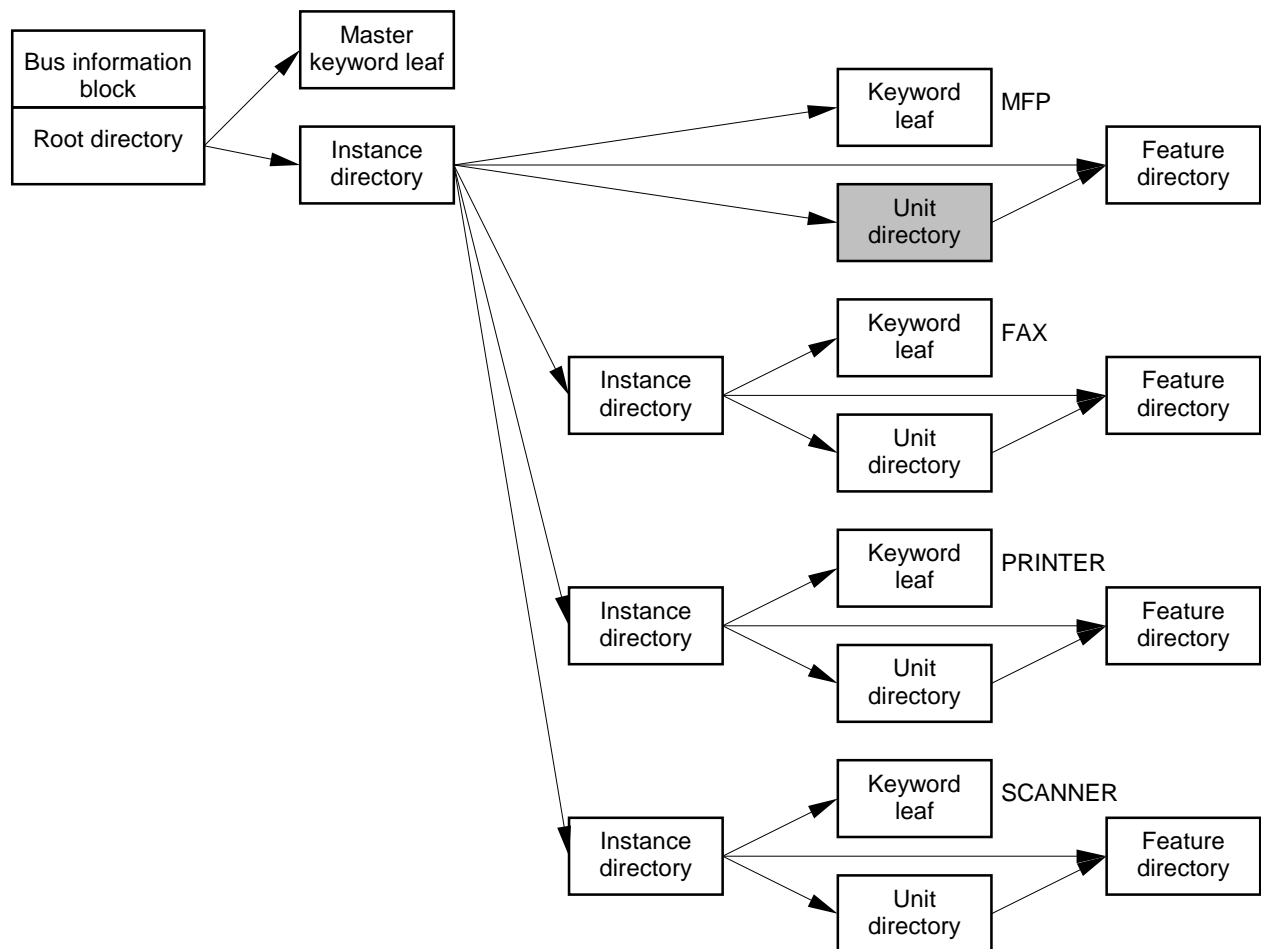 Bus information
block
Root directory
Master
keyword leaf
Instance
directory
Keyword
leaf
MFP
Unit
directory
Feature
directory
Instance
directory
Keyword
leaf
FAX
Unit
directory
Feature
directory
Instance
directory
Keyword
leaf
PRINTER
Unit
directory
Feature
directory
Instance
directory
Keyword
leaf
SCANNER
Unit
directory
Feature
directory